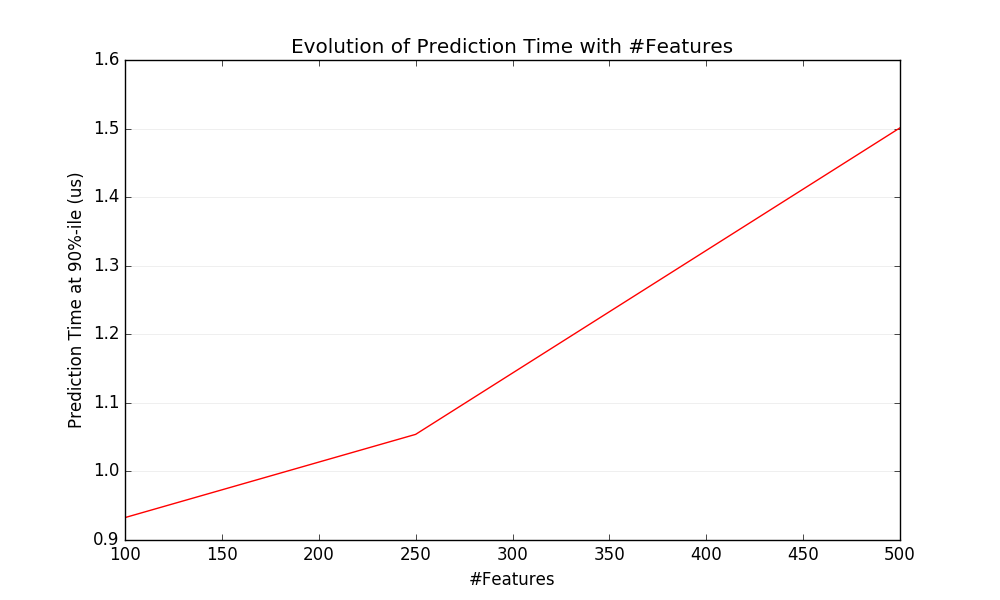 Evolution of Prediction Time with #Features
1.6
1.5
1.4
1.3
1.2
1.1
1.0
0.9
Prediction Time at 90%-ile (us)
100 150 200 250 300 350 400 450 500
#Features